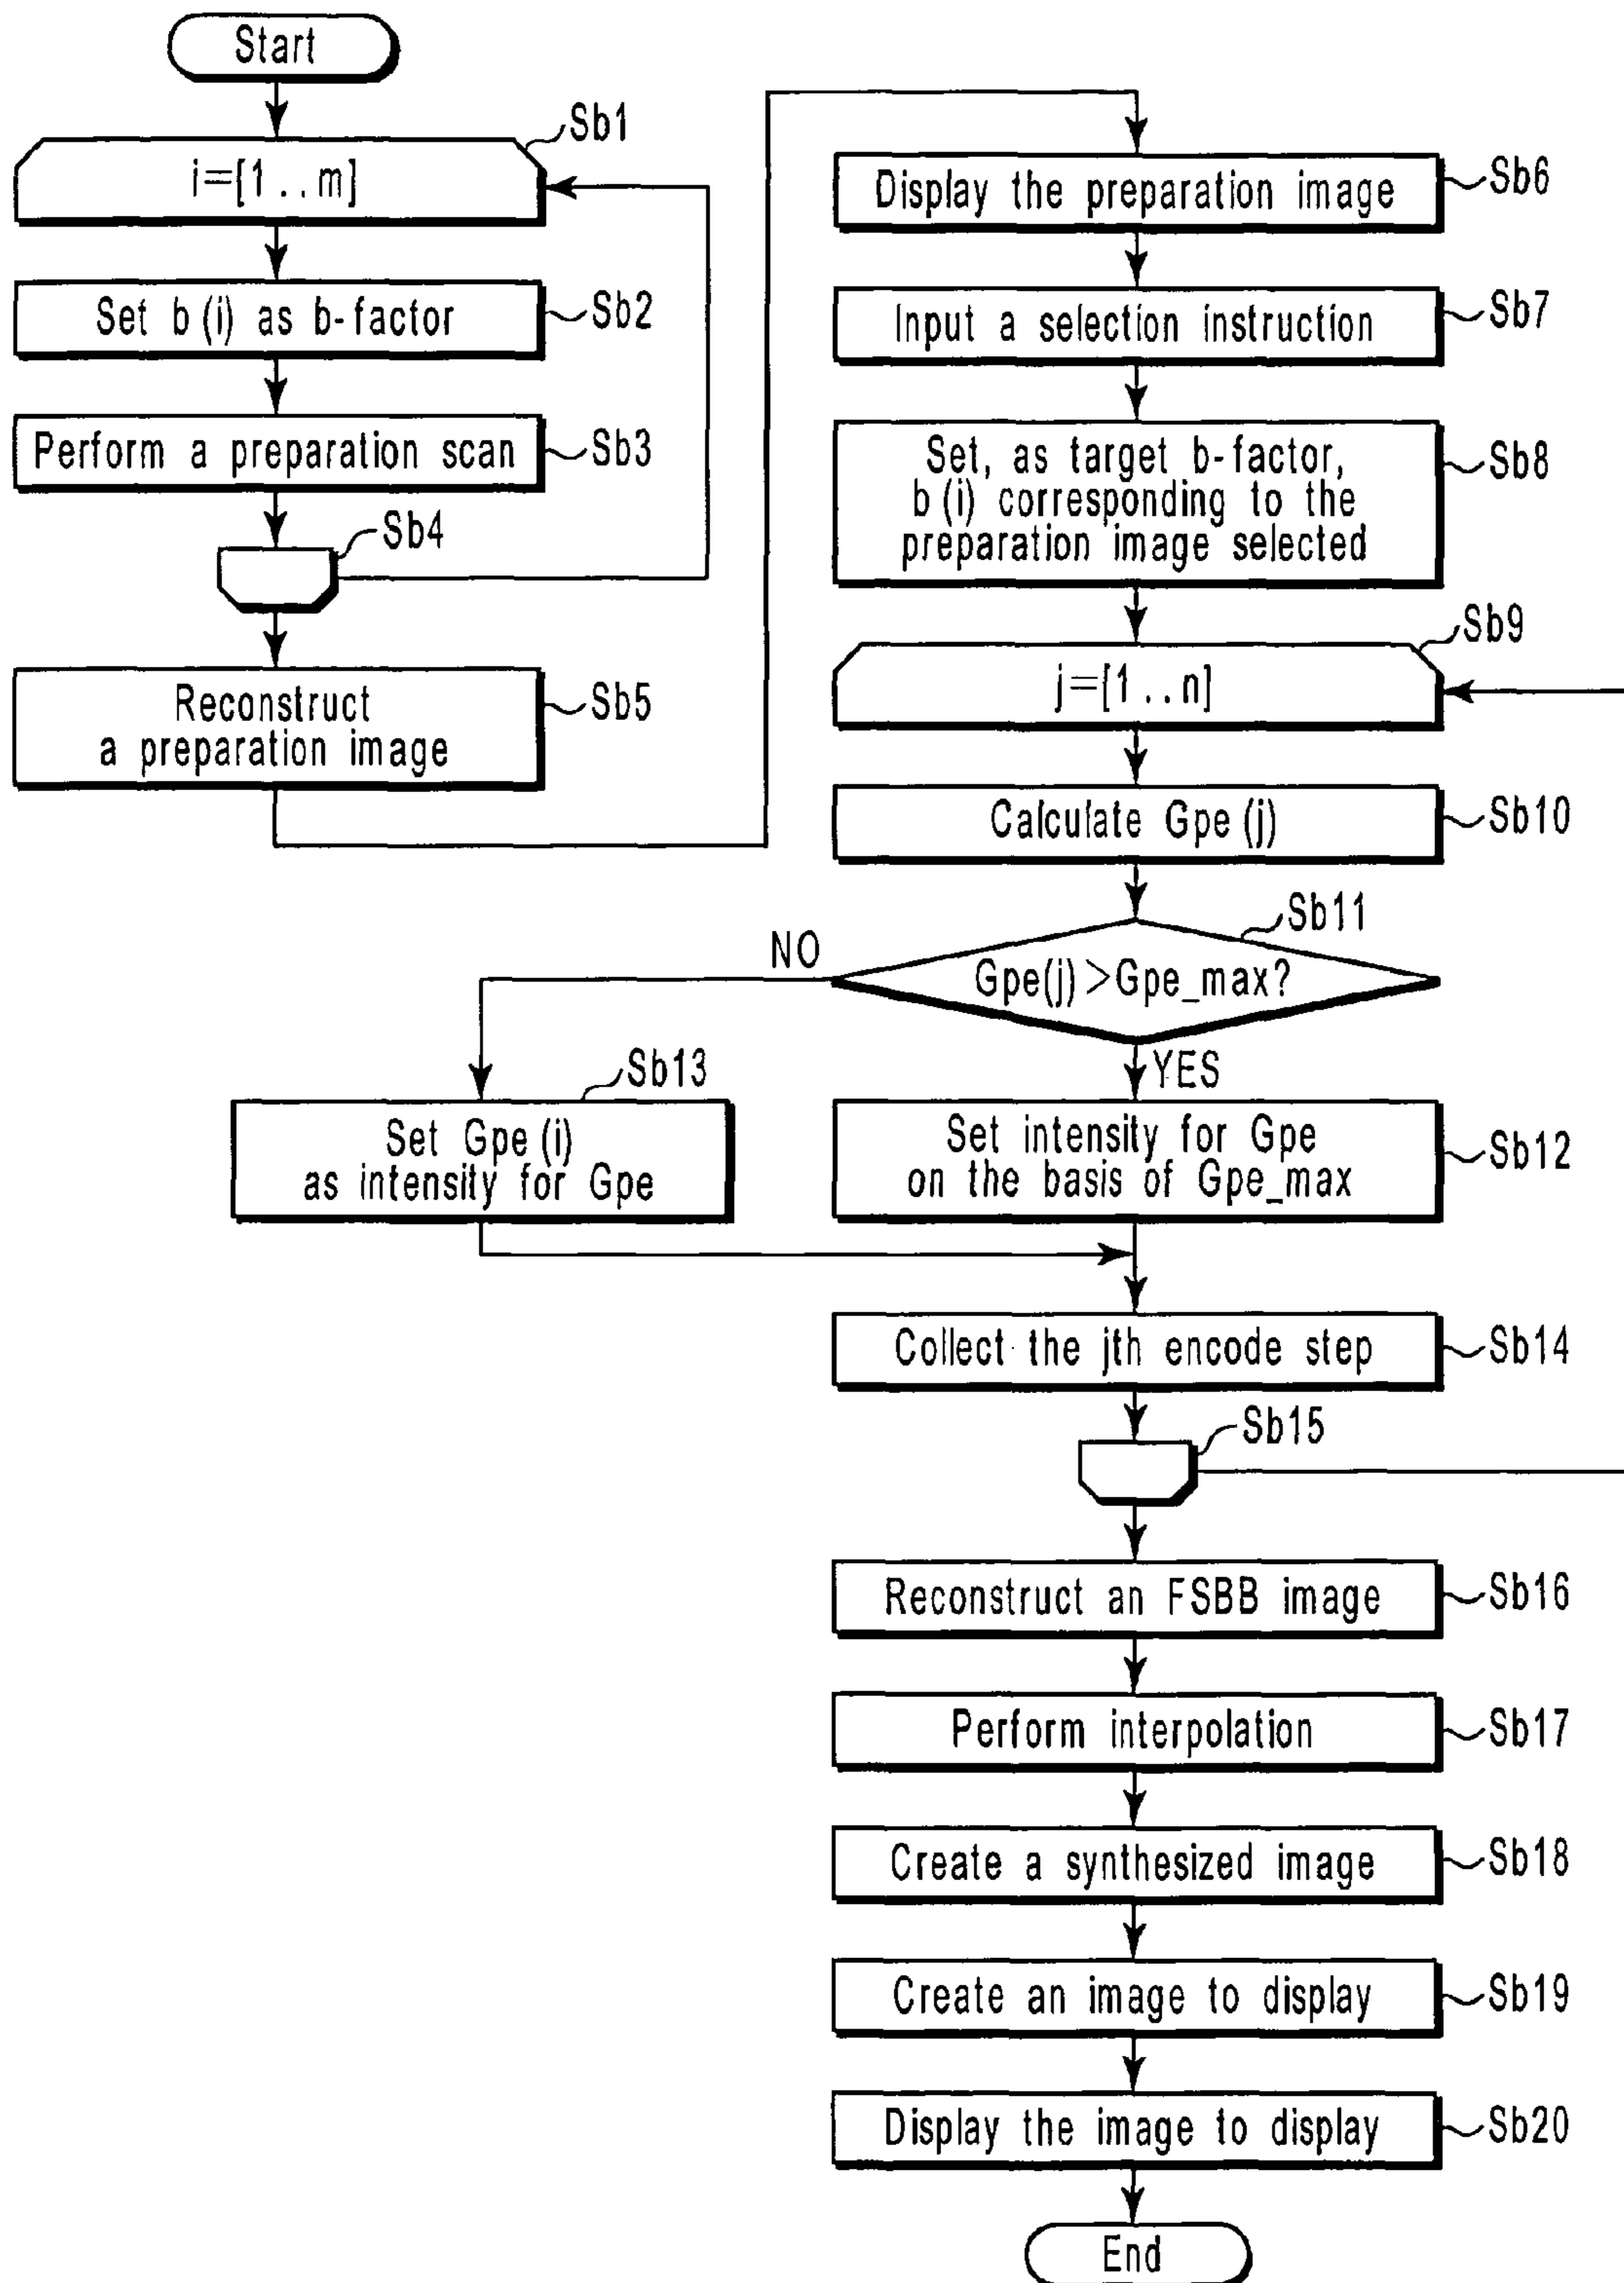 Start
Sb1
i=[1 . . m]
Set b(i) as b-factor
Sb2
Perform a preparation scan
Sb3
Sb4
Reconstruct
a preparation image
Sb5
Display the preparation image
Sb6
Input a selection instruction
Sb7
Set, as target b-factor,
b(i) corresponding to the
preparation image selected
Sb8
Sb9
j=[1 . . n]
Calculate Gpe(j)
Sb10
Sb11
Gpe(j)>Gpe_max?
NO
YES
Sb13
Set Gpe(i)
as intensity for Gpe
Set intensity for Gpe
on the basis of Gpe_max
Sb12
Collect the jth encode step
Sb14
Sb15
Reconstruct an FSBB image
Sb16
Perform interpolation
Sb17
Create a synthesized image
Sb18
Create an image to display
Sb19
Display the image to display
Sb20
End